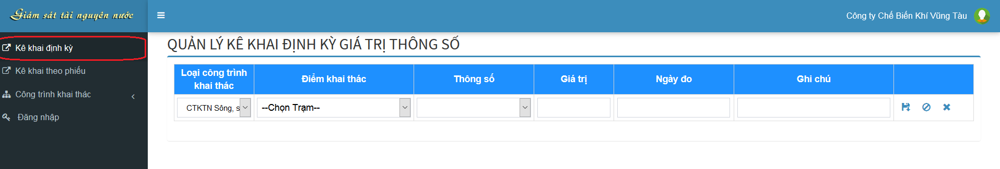 Giám sát tài nguyên nước
Công ty Chế Biến Khí Vũng Tàu
Kê khai định kỳ
Kê khai theo phiếu
Công trình khai thác
Đăng nhập
QUẢN LÝ KÊ KHAI ĐỊNH KỲ GIÁ TRỊ THÔNG SỐ
Loại công trình
khai thác
Điểm khai thác
Thông số
Giá trị
Ngày đo
Ghi chú
CTKTN Sông, s
--Chọn Trạm--